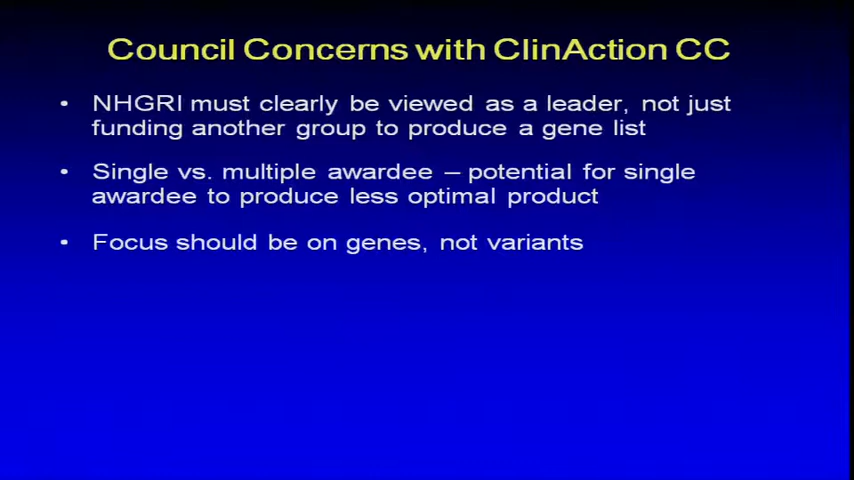 Council Concerns with ClinAction CC
• NHGRI must clearly be viewed as a leader, not just
funding another group to produce a gene list
• Single vs. multiple awardee – potential for single
awardee to produce less optimal product
• Focus should be on genes, not variants